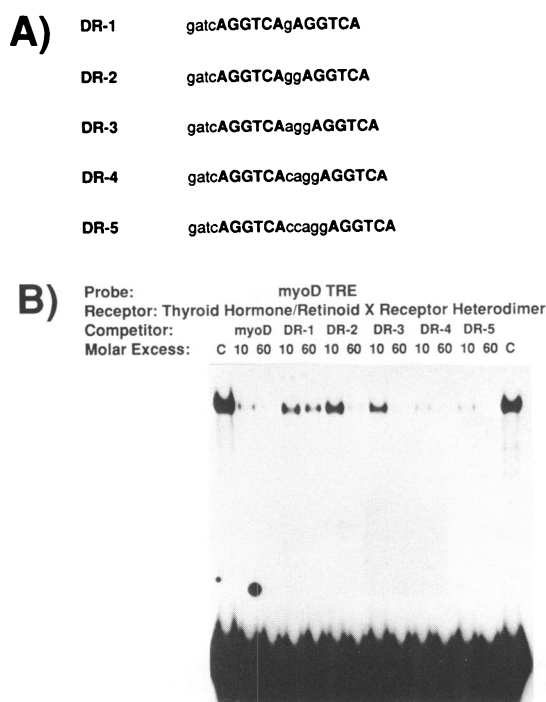 A)
DR-1 gatcAGGTCAgAGGTCA
DR-2 gatcAGGTCAggAGGTCA
DR-3 gatcAGGTCAaggAGGTCA
DR-4 gatcAGGTCAcaggAGGTCA
DR-5 gatcAGGTCAccaggAGGTCA
B)
Probe: myoD TRE
Receptor: Thyroid Hormone/Retinoid X Receptor Heterodimer
Competitor: myoD DR-1 DR-2 DR-3 DR-4 DR-5
Molar Excess: C 10 60 10 60 10 60 10 60 10 60 10 60 C